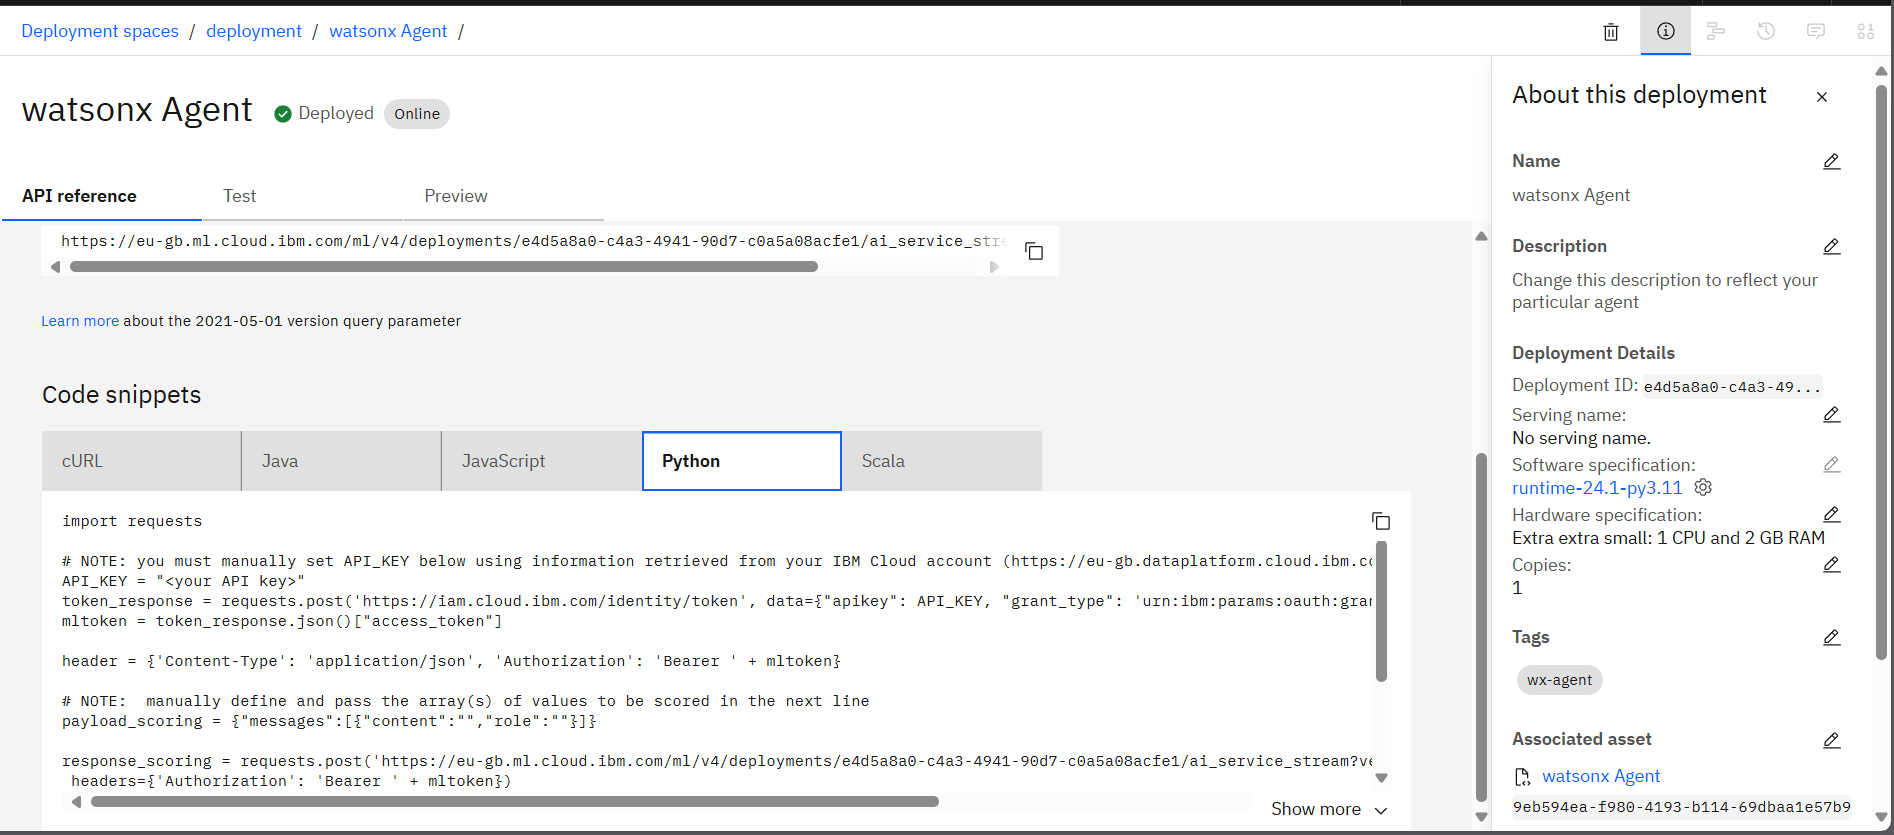 Deployment spaces / deployment / watsonx Agent /
watsonx Agent Deployed Online
API reference Test Preview
https://eu-gb.ml.cloud.ibm.com/ml/v4/deployments/e4d5a8a0-c4a3-4941-90d7-c0a5a08acfe1/ai_service_stre
Learn more about the 2021-05-01 version query parameter
Code snippets
cURL Java JavaScript Python Scala
import requests
# NOTE: you must manually set API_KEY below using information retrieved from your IBM Cloud account (https://eu-gb.dataplatform.cloud.ibm.co
API_KEY = "<your API key>"
token_response = requests.post('https://iam.cloud.ibm.com/identity/token', data={"apikey": API_KEY, "grant_type": 'urn:ibm:params:oauth:gran
mltoken = token_response.json()["access_token"]
header = {'Content-Type': 'application/json', 'Authorization': 'Bearer ' + mltoken}
# NOTE:  manually define and pass the array(s) of values to be scored in the next line
payload_scoring = {"messages":[{"content":"","role":""}]}
response_scoring = requests.post('https://eu-gb.ml.cloud.ibm.com/ml/v4/deployments/e4d5a8a0-c4a3-4941-90d7-c0a5a08acfe1/ai_service_stream?ve
 headers={'Authorization': 'Bearer ' + mltoken})
Show more
About this deployment
Name
watsonx Agent
Description
Change this description to reflect your
particular agent
Deployment Details
Deployment ID: e4d5a8a0-c4a3-49...
Serving name:
No serving name.
Software specification:
runtime-24.1-py3.11
Hardware specification:
Extra extra small: 1 CPU and 2 GB RAM
Copies:
1
Tags
wx-agent
Associated asset
watsonx Agent
9eb594ea-f980-4193-b114-69dbaa1e57b9